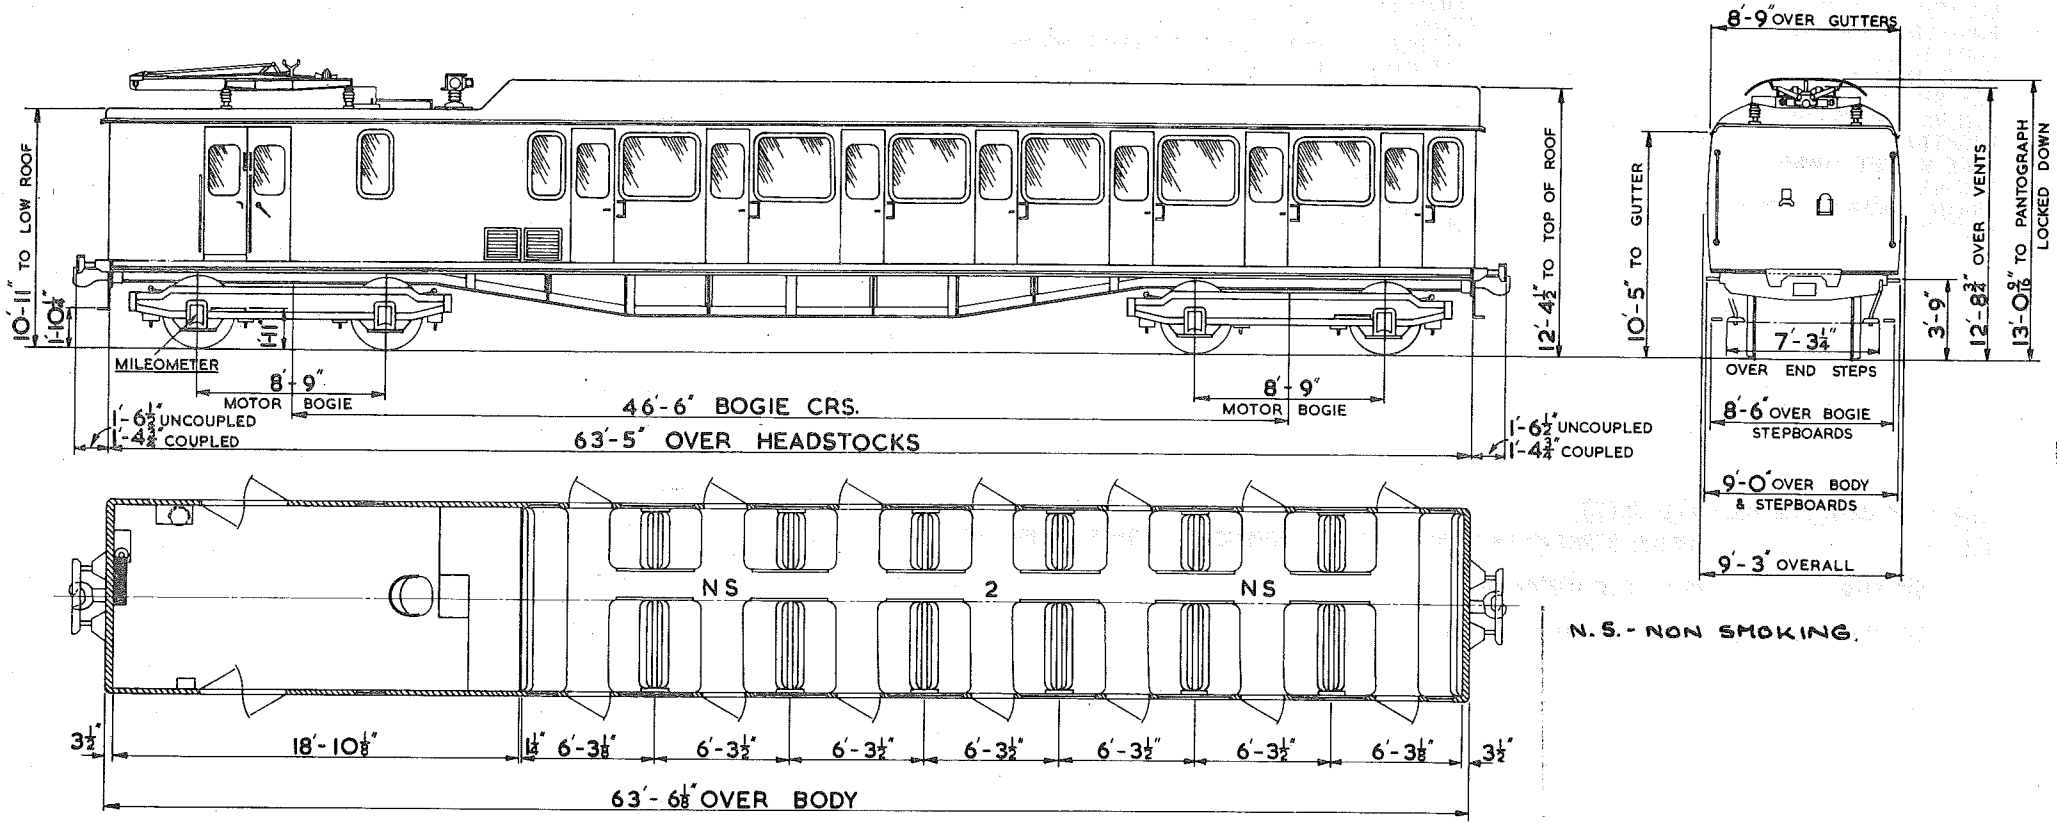 8'-9" OVER GUTTERS
10'-11" TO LOW ROOF
1'-10¼"
1'-11"
MILEOMETER
8'-9"
MOTOR BOGIE
46'-6" BOGIE CRS.
8'-9"
MOTOR BOGIE
1'-6½" UNCOUPLED
1'-4¾" COUPLED
63'-5" OVER HEADSTOCKS
1'-6½" UNCOUPLED
1'-4¾" COUPLED
12'-4½" TO TOP OF ROOF
10'-5" TO GUTTER
3'-9"
12'-8¾" OVER VENTS
13'-0 9/16" TO PANTOGRAPH
LOCKED DOWN
7'-3¼"
OVER END STEPS
8'-6" OVER BOGIE
STEPBOARDS
9'-0" OVER BODY
& STEPBOARDS
9'-3" OVERALL
NS 2 NS
N.S. - NON SMOKING.
3½" 18'-10⅛" 1¼" 6'-3⅛" 6'-3½" 6'-3½" 6'-3½" 6'-3½" 6'-3½" 6'-3⅛" 3½"
63'-6⅛" OVER BODY